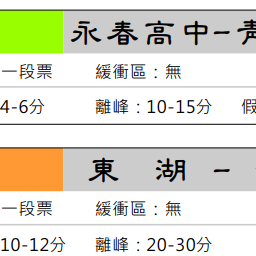 永春高中-青
一段票 緩衝區：無
4-6分 離峰：10-15分 假
東 湖 -
一段票 緩衝區：無
10-12分 離峰：20-30分